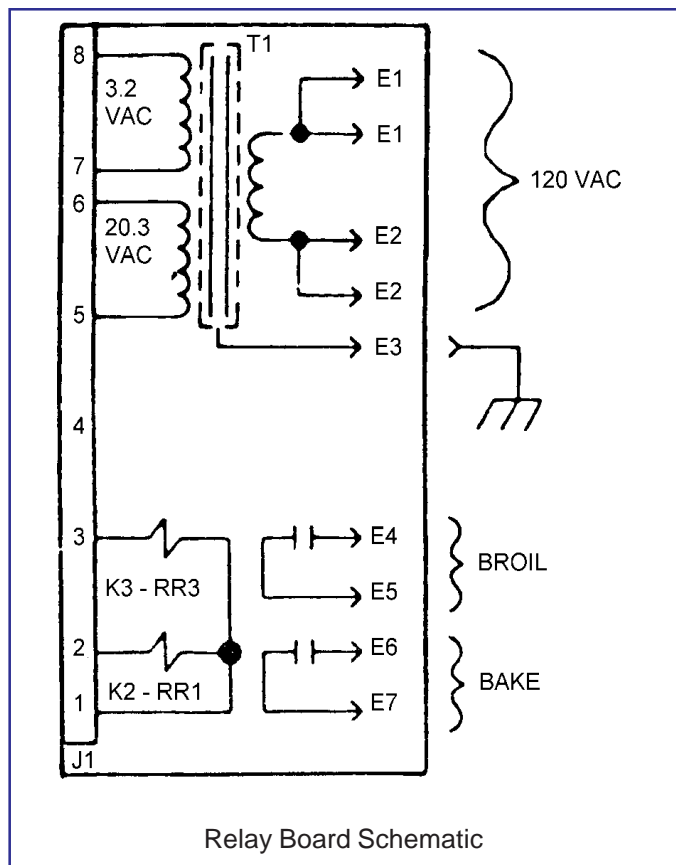 8
T1
3.2
VAC
E1
E1
7
120 VAC
6
20.3
VAC
E2
E2
5
E3
4
3
E4
BROIL
K3 - RR3
E5
2
E6
BAKE
K2 - RR1
1
E7
J1
Relay Board Schematic